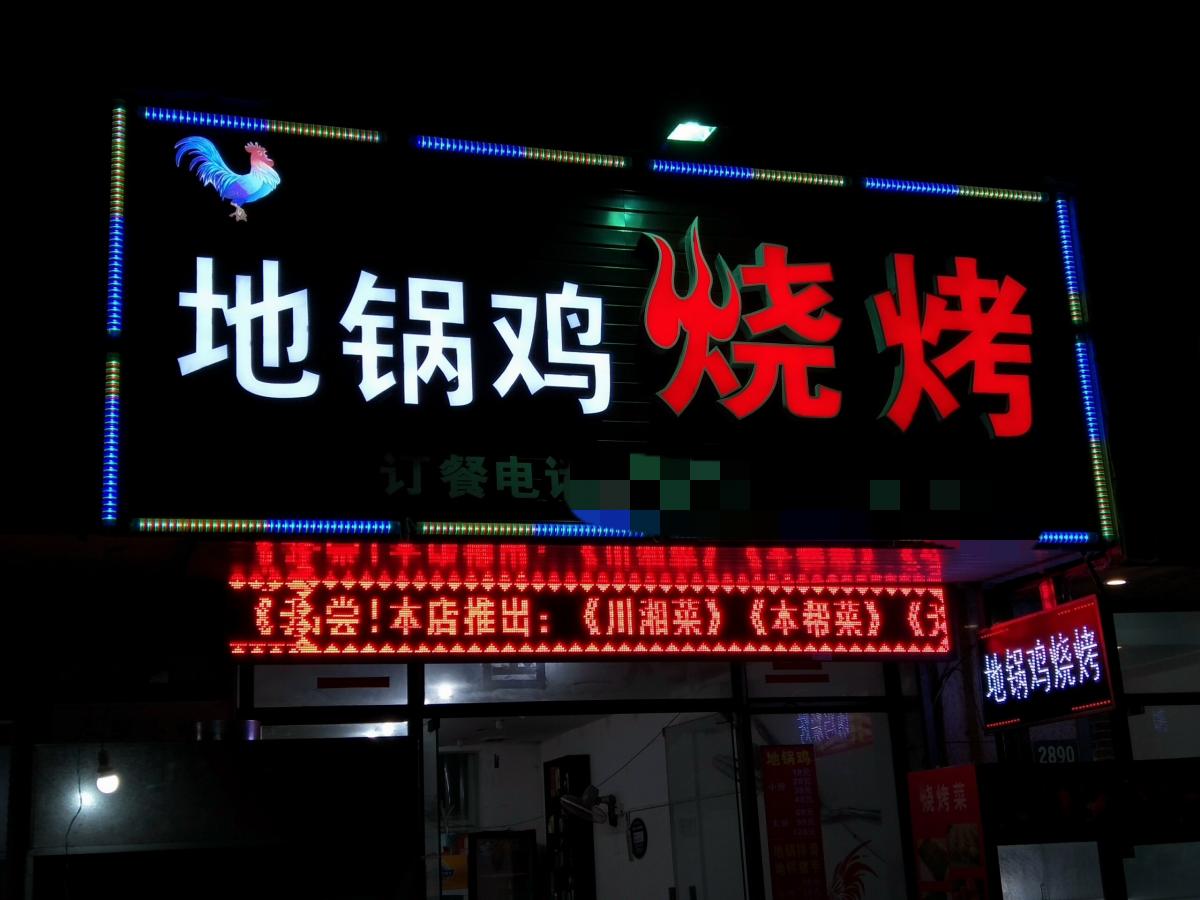 地锅鸡 烧烤
订餐电话
尝!本店推出:《川湘菜》《本帮菜》《
地锅鸡烧烤
2890
地锅鸡
烧烤菜